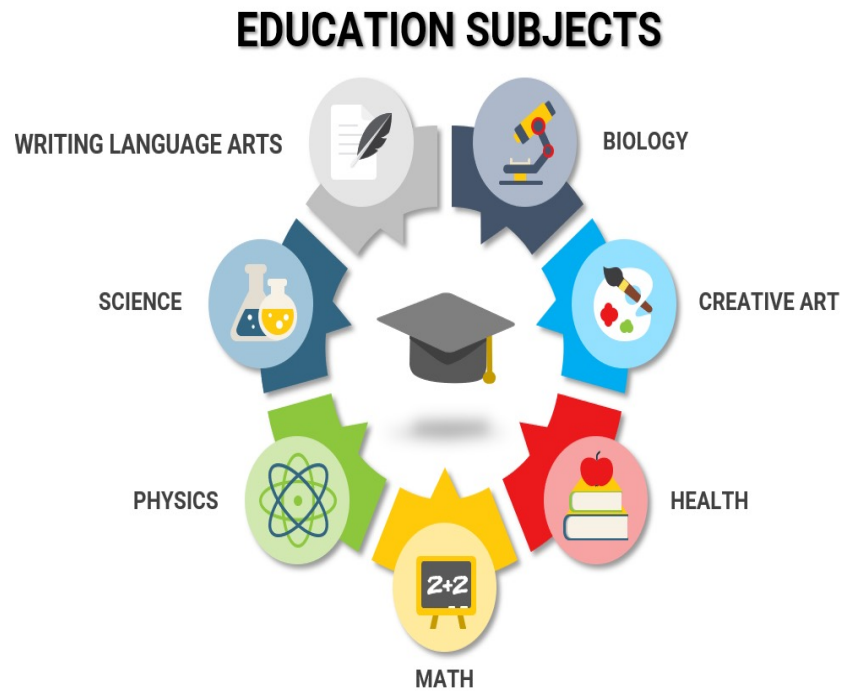 EDUCATION SUBJECTS
WRITING LANGUAGE ARTS
BIOLOGY
SCIENCE
CREATIVE ART
PHYSICS
HEALTH
2+2
MATH